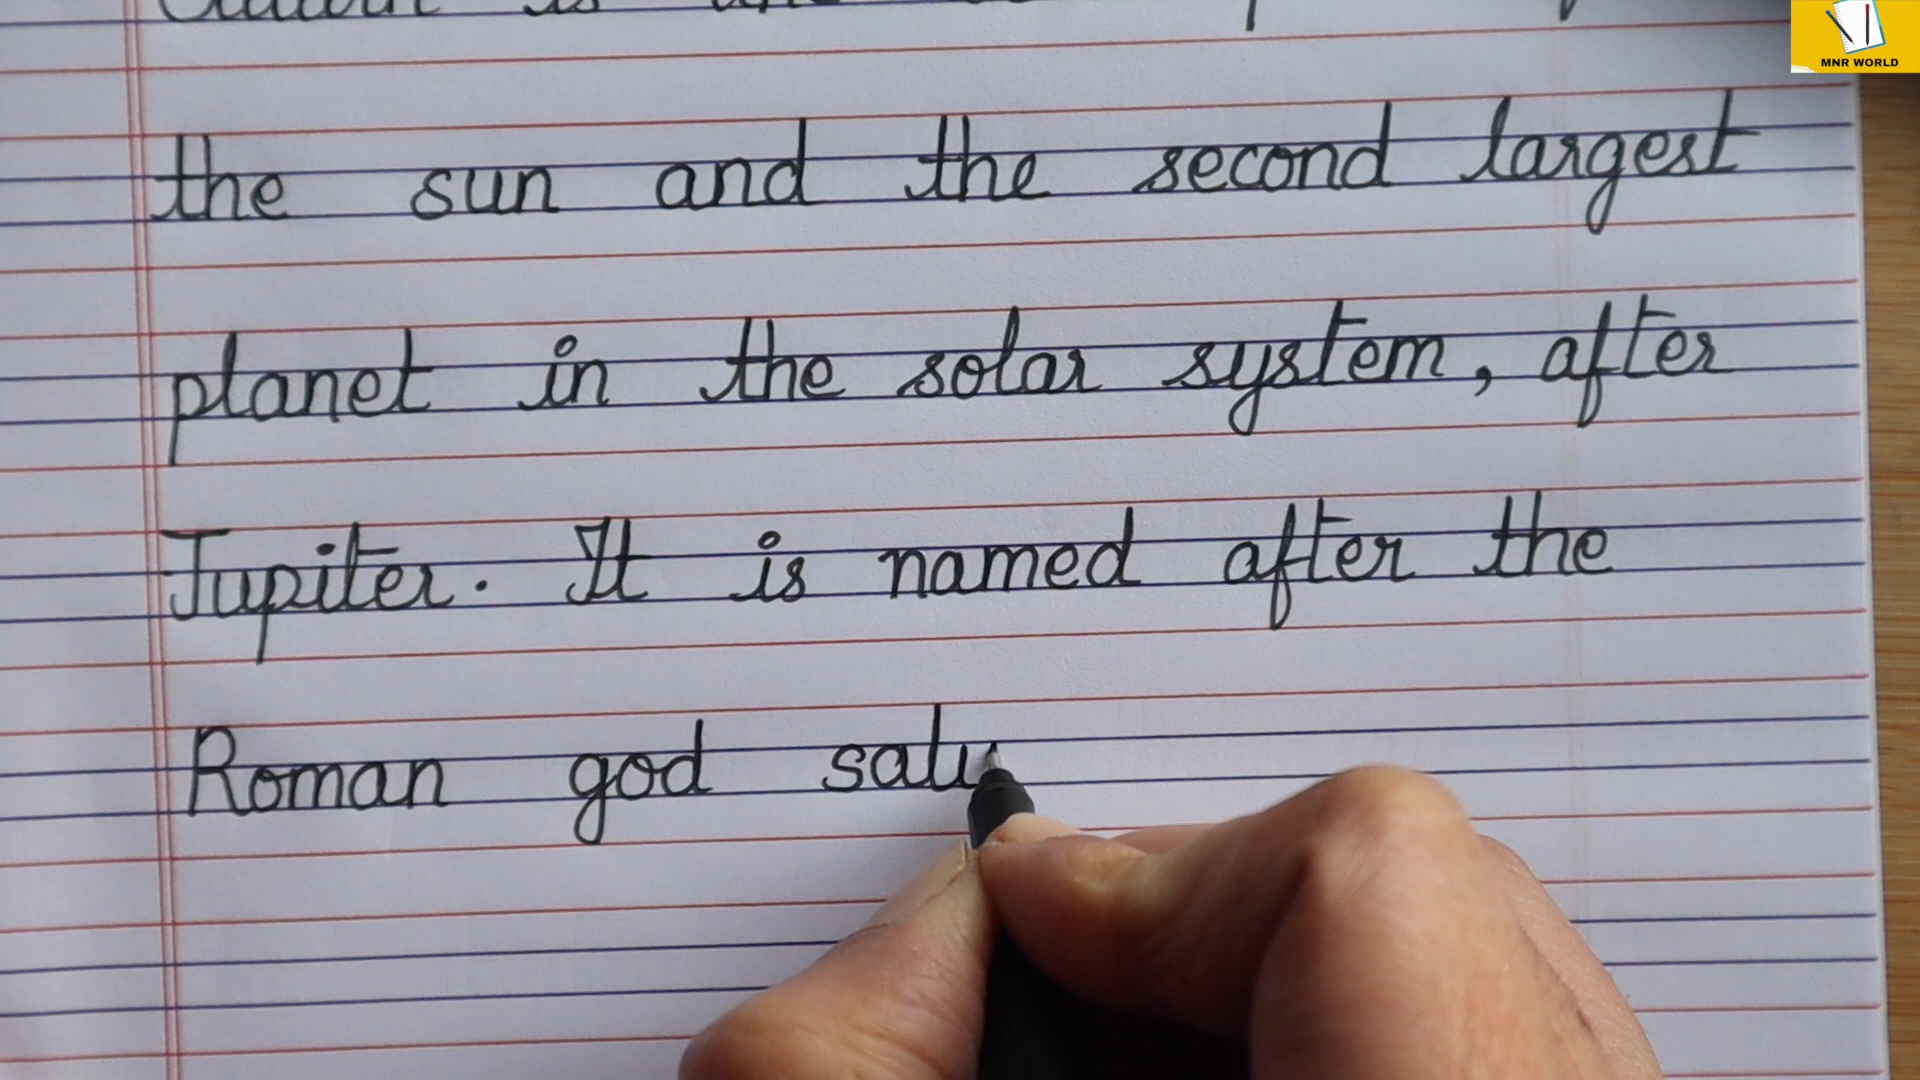 is
the sun and the second largest
planet in the solar system, after
Jupiter. It is named after the
Roman god satu
MNR WORLD